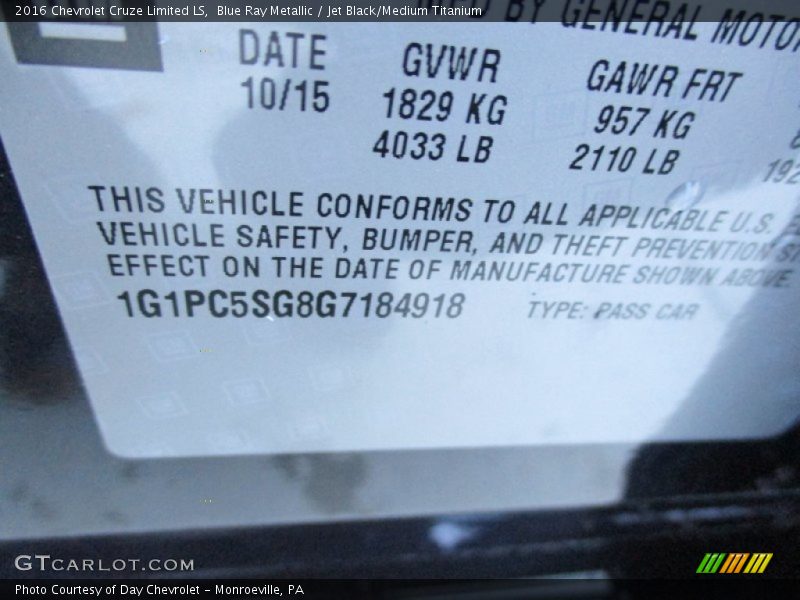 2016 Chevrolet Cruze Limited LS, Blue Ray Metallic / Jet Black/Medium Titanium
BY GENERAL MOTO
DATE GVWR GAWR FRT
10/15 1829 KG 957 KG
4033 LB 2110 LB 192
THIS VEHICLE CONFORMS TO ALL APPLICABLE U.S.
VEHICLE SAFETY, BUMPER, AND THEFT PREVENTION
EFFECT ON THE DATE OF MANUFACTURE SHOWN ABOVE
1G1PC5SG8G7184918 TYPE: PASS CAR
GTCARLOT.COM
Photo Courtesy of Day Chevrolet - Monroeville, PA